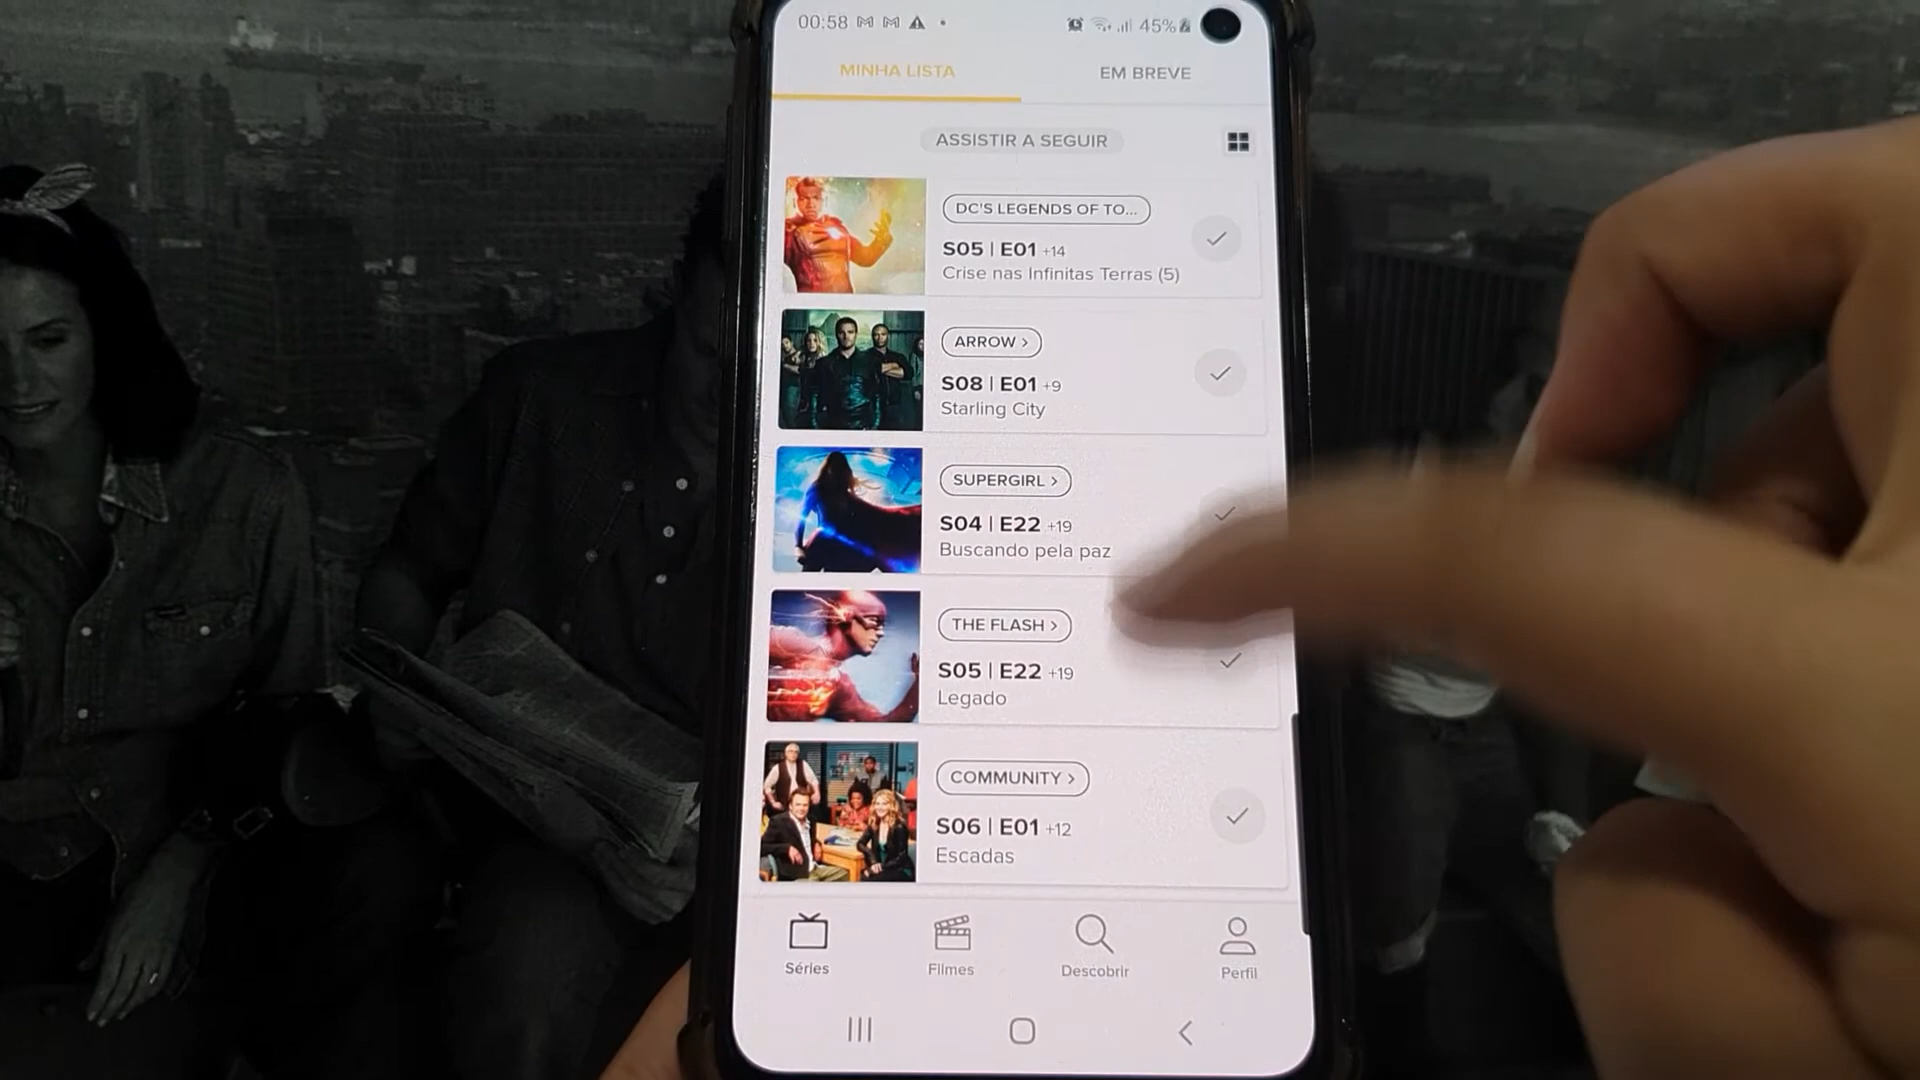 00:58
45%
MINHA LISTA
EM BREVE
ASSISTIR A SEGUIR
DC'S LEGENDS OF TO...
S05 | E01 +14
Crise nas Infinitas Terras (5)
ARROW >
S08 | E01 +9
Starling City
SUPERGIRL >
S04 | E22 +19
Buscando pela paz
THE FLASH >
S05 | E22 +19
Legado
COMMUNITY >
S06 | E01 +12
Escadas
Séries
Filmes
Descobrir
Perfil